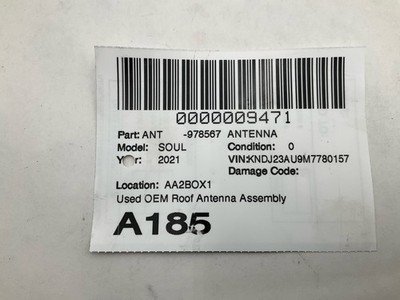 0000009471
Part: ANT -978567 ANTENNA
Model: SOUL Condition: 0
Year: 2021 VIN:KNDJ23AU9M7780157
Damage Code:
Location: AA2BOX1
Used OEM Roof Antenna Assembly
A185